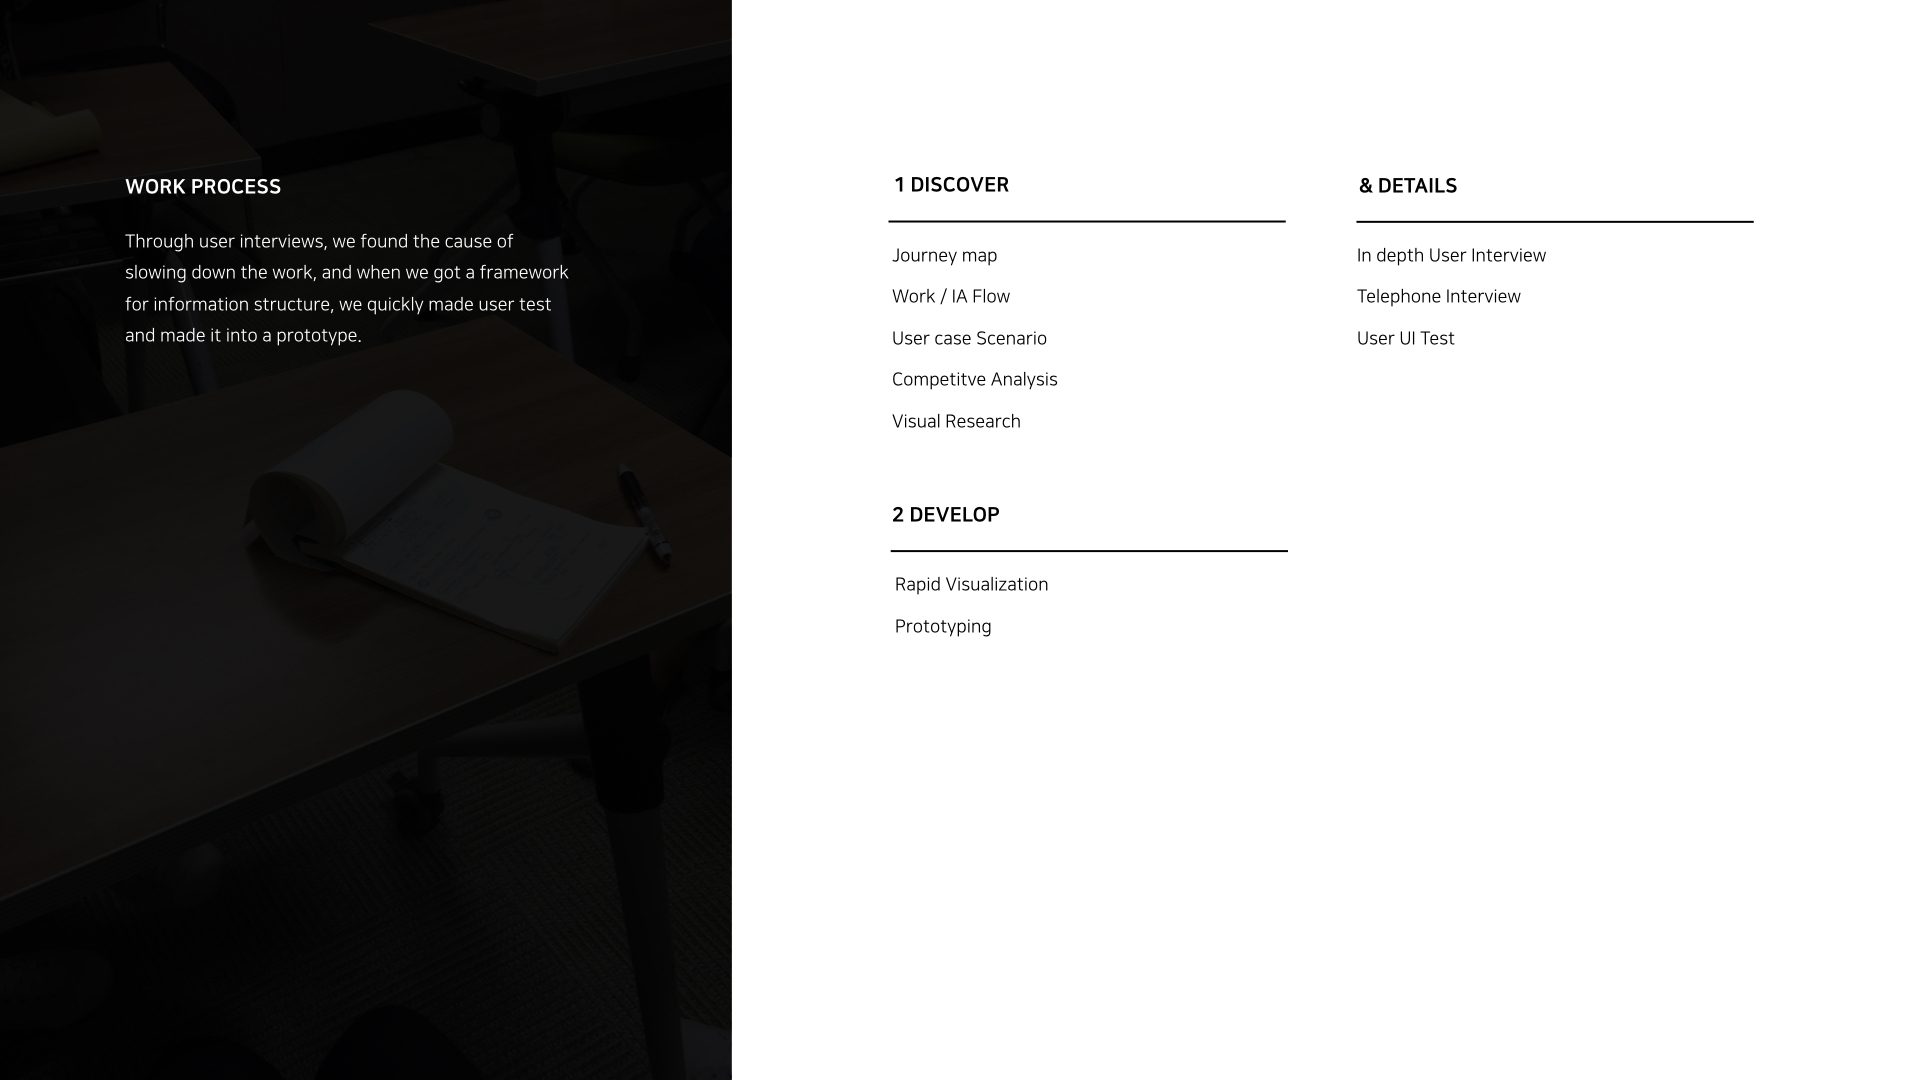 WORK PROCESS
Through user interviews, we found the cause of
slowing down the work, and when we got a framework
for information structure, we quickly made user test
and made it into a prototype.
1 DISCOVER
Journey map
Work / IA Flow
User case Scenario
Competitve Analysis
Visual Research
& DETAILS
In depth User Interview
Telephone Interview
User UI Test
2 DEVELOP
Rapid Visualization
Prototyping